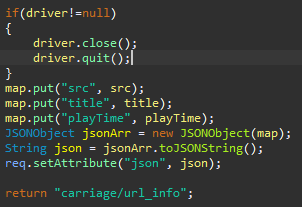 if(driver!=null)
{
driver.close();
driver.quit();
}
map.put("src", src);
map.put("title", title);
map.put("playTime", playTime);
JSONObject jsonArr = new JSONObject(map);
String json = jsonArr.toJSONString();
req.setAttribute("json", json);
return "carriage/url_info";